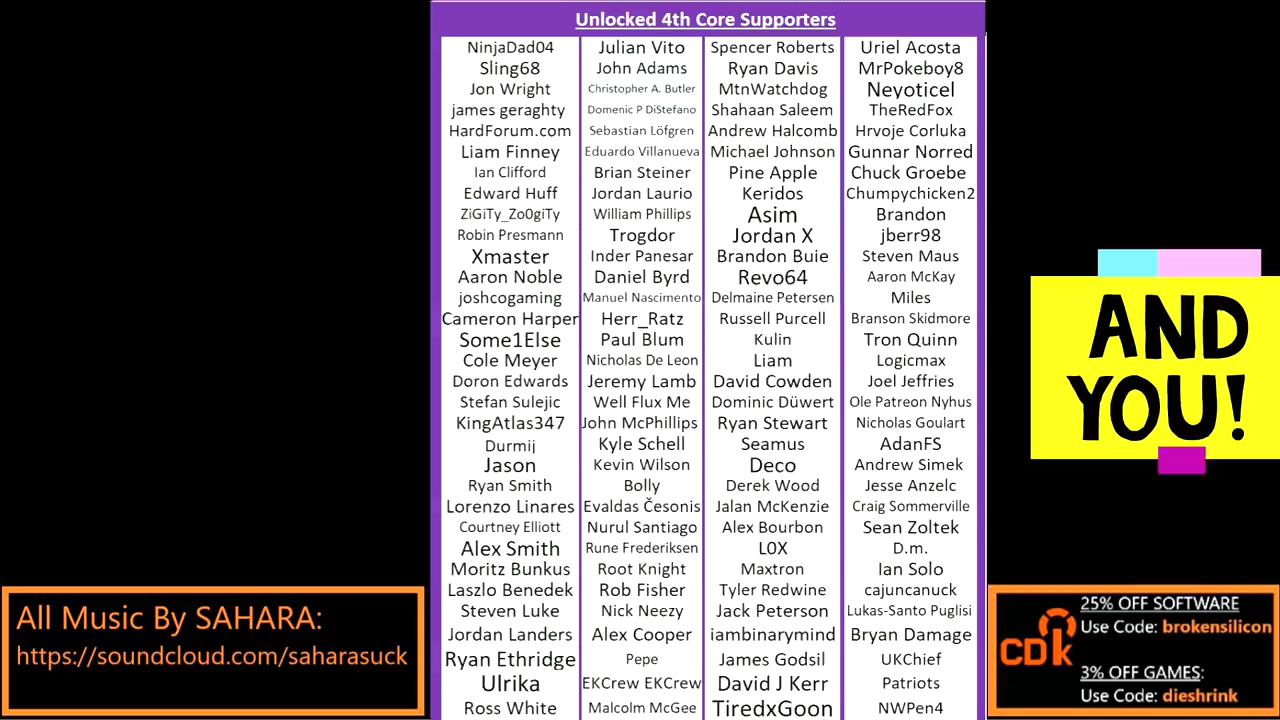 Unlocked 4th Core Supporters
NinjaDad04
Sling68
Jon Wright
james geraghty
HardForum.com
Liam Finney
Ian Clifford
Edward Huff
ZiGiTy_Zo0giTy
Robin Presmann
Xmaster
Aaron Noble
joshcogaming
Cameron Harper
Some1Else
Cole Meyer
Doron Edwards
Stefan Sulejic
KingAtlas347
Durmij
Jason
Ryan Smith
Lorenzo Linares
Courtney Elliott
Alex Smith
Moritz Bunkus
Laszlo Benedek
Steven Luke
Jordan Landers
Ryan Ethridge
Ulrika
Ross White
Julian Vito
John Adams
Christopher A. Butler
Domenic P DiStefano
Sebastian Löfgren
Eduardo Villanueva
Brian Steiner
Jordan Laurio
William Phillips
Trogdor
Inder Panesar
Daniel Byrd
Manuel Nascimento
Herr_Ratz
Paul Blum
Nicholas De Leon
Jeremy Lamb
Well Flux Me
John McPhillips
Kyle Schell
Kevin Wilson
Bolly
Evaldas Česonis
Nurul Santiago
Rune Frederiksen
Root Knight
Rob Fisher
Nick Neezy
Alex Cooper
Pepe
EKCrew EKCrew
Malcolm McGee
Spencer Roberts
Ryan Davis
MtnWatchdog
Shahaan Saleem
Andrew Halcomb
Michael Johnson
Pine Apple
Keridos
Asim
Jordan X
Brandon Buie
Revo64
Delmaine Petersen
Russell Purcell
Kulin
Liam
David Cowden
Dominic Düwert
Ryan Stewart
Seamus
Deco
Derek Wood
Jalan McKenzie
Alex Bourbon
L0X
Maxtron
Tyler Redwine
Jack Peterson
iambinarymind
James Godsil
David J Kerr
TiredxGoon
Uriel Acosta
MrPokeboy8
Neyoticel
TheRedFox
Hrvoje Corluka
Gunnar Norred
Chuck Groebe
Chumpychicken2
Brandon
jberr98
Steven Maus
Aaron McKay
Miles
Branson Skidmore
Tron Quinn
Logicmax
Joel Jeffries
Ole Patreon Nyhus
Nicholas Goulart
AdanFS
Andrew Simek
Jesse Anzelc
Craig Sommerville
Sean Zoltek
D.m.
Ian Solo
cajuncanuck
Lukas-Santo Puglisi
Bryan Damage
UKChief
Patriots
NWPen4
AND
YOU!
All Music By SAHARA:
https://soundcloud.com/saharasuck
CDk
25% OFF SOFTWARE
Use Code: brokensilicon
3% OFF GAMES:
Use Code: dieshrink